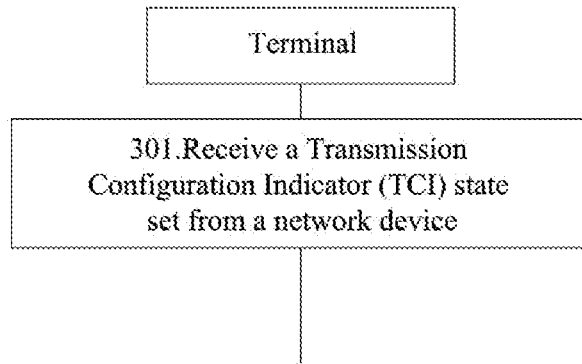 Terminal
301.Receive a Transmission
Configuration Indicator (TCI) state
set from a network device